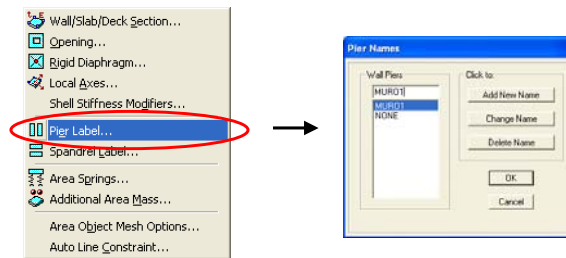 Wall/Slab/Deck Section...
Opening...
Rigid Diaphragm...
Local Axes...
Shell Stiffness Modifiers...
Pier Label...
Spandrel Label...
Area Springs...
Additional Area Mass...
Area Object Mesh Options...
Auto Line Constraint...
Pier Names
Wall Piers
MURO1
MURO1
NONE
Click to:
Add New Name
Change Name
Delete Name
OK
Cancel